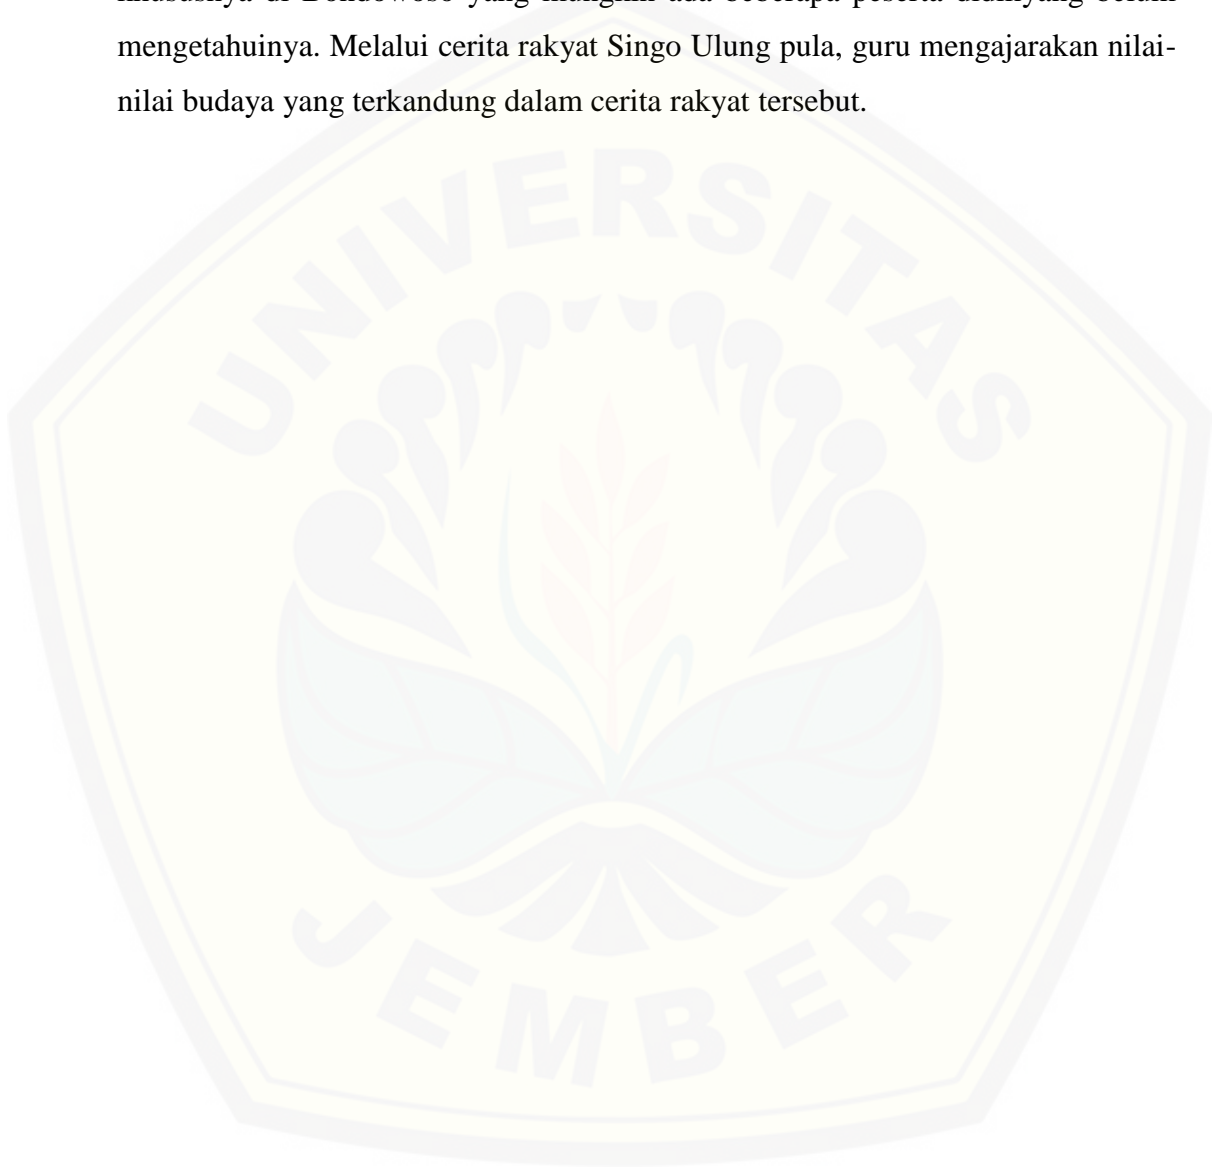 mengetahuinya. Melalui cerita rakyat Singo Ulung pula, guru mengajarakan nilai-
nilai budaya yang terkandung dalam cerita rakyat tersebut.
UNIVERSITAS
JEMBER